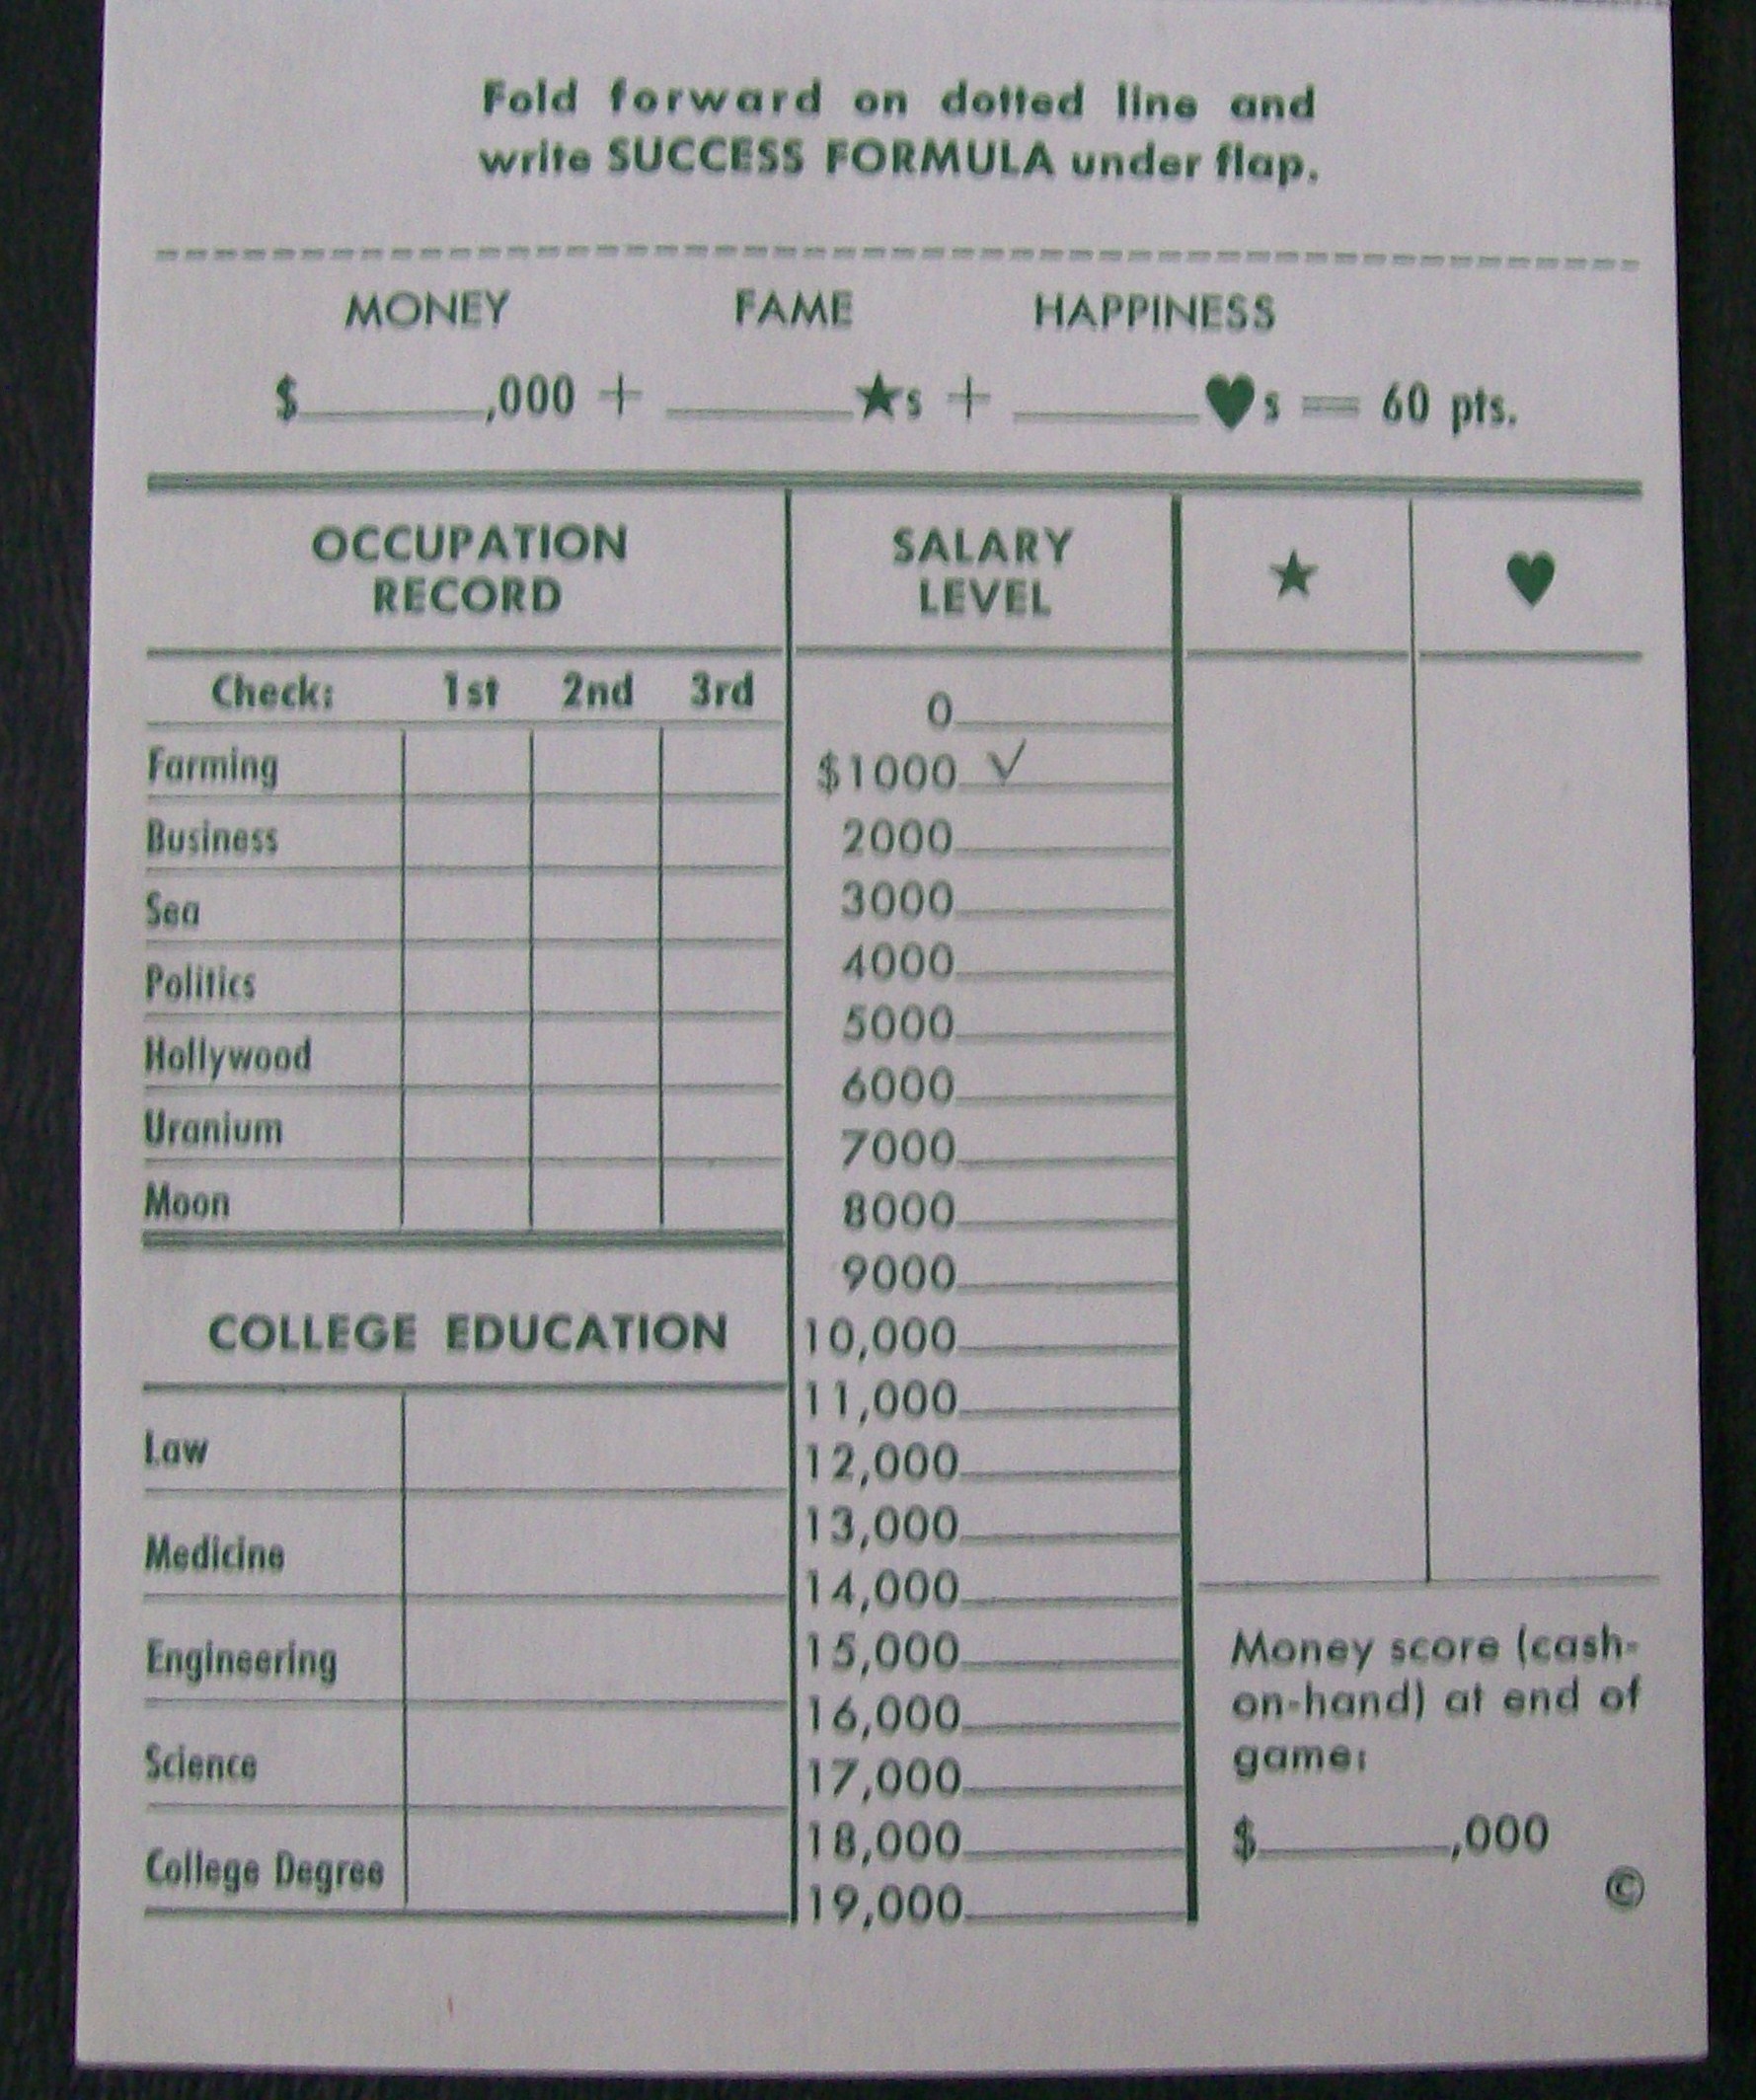 Fold forward on dotted line and
write SUCCESS FORMULA under flap.
MONEY FAME HAPPINESS
$______,000 + ______★s + ______♥s = 60 pts.
OCCUPATION
RECORD
Check: 1st 2nd 3rd
Farming
Business
Sea
Politics
Hollywood
Uranium
Moon
COLLEGE EDUCATION
Law
Medicine
Engineering
Science
College Degree
SALARY
LEVEL
0
$1000 ✓
2000
3000
4000
5000
6000
7000
8000
9000
10,000
11,000
12,000
13,000
14,000
15,000
16,000
17,000
18,000
19,000
★ ♥
Money score (cash-
on-hand) at end of
game:
$______,000
©